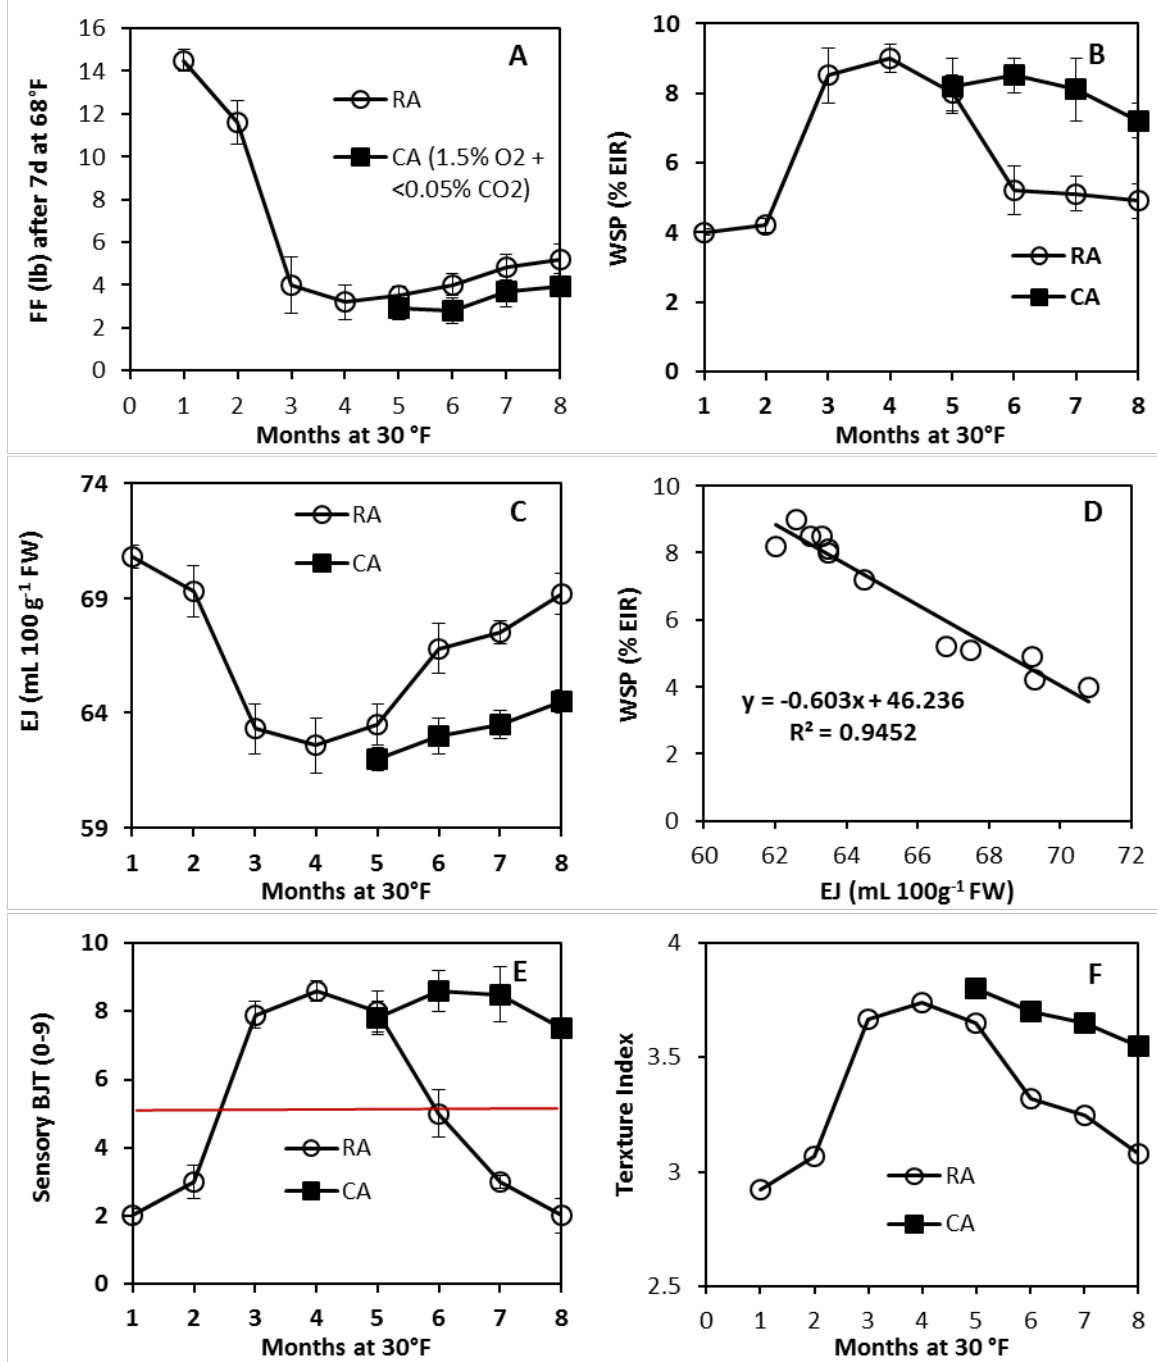 A
FF (lb) after 7d at 68°F
16
14
12
10
8
6
4
2
0
RA
CA (1.5% O2 +
<0.05% CO2)
0 1 2 3 4 5 6 7 8
Months at 30 °F
B
WSP (% EIR)
10
8
6
4
2
0
RA
CA
1 2 3 4 5 6 7 8
Months at 30°F
C
EJ (mL 100 g-1 FW)
74
69
64
59
RA
CA
1 2 3 4 5 6 7 8
Months at 30°F
D
WSP (% EIR)
10
8
6
4
2
0
y = -0.603x + 46.236
R² = 0.9452
60 62 64 66 68 70 72
EJ (mL 100g-1 FW)
E
Sensory BJT (0-9)
10
8
6
4
2
0
RA
CA
1 2 3 4 5 6 7 8
Months at 30°F
F
Terxture Index
4
3.5
3
2.5
RA
CA
0 1 2 3 4 5 6 7 8
Months at 30 °F